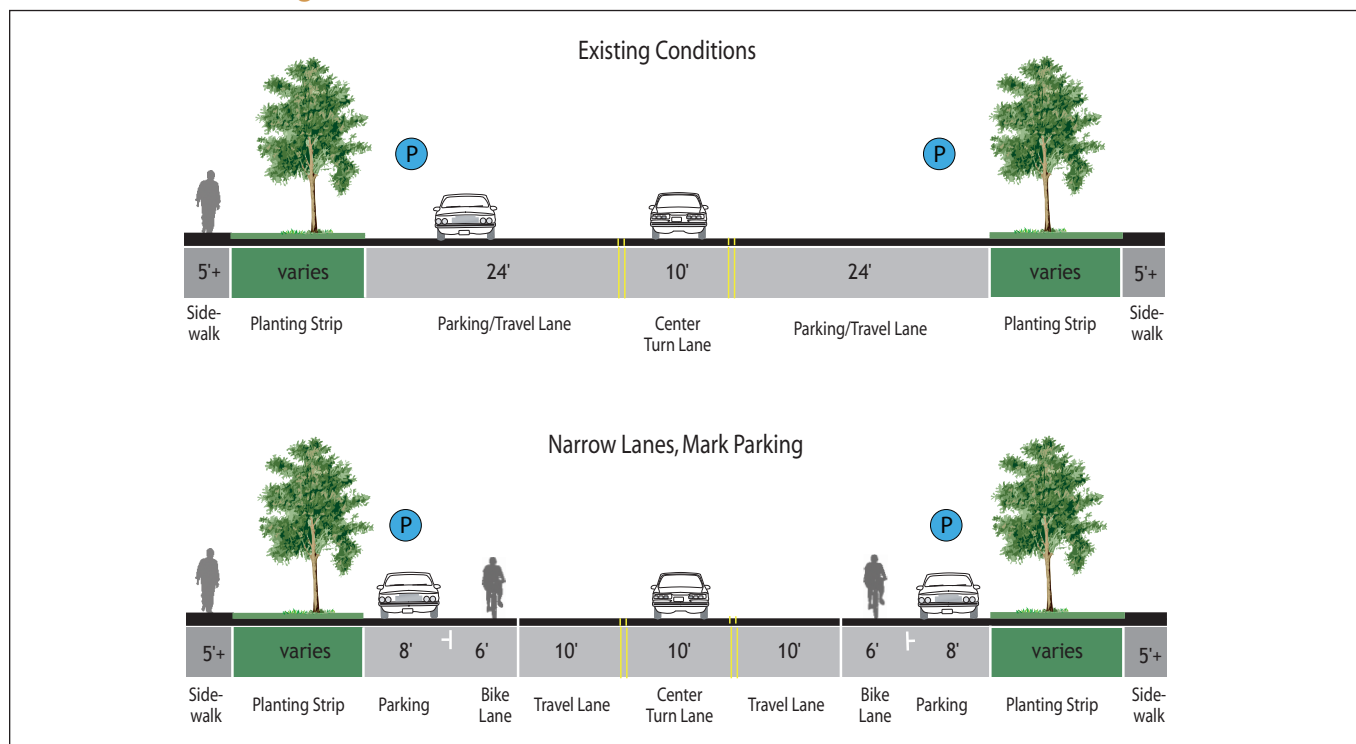 Existing Conditions
P
P
5'+ varies 24' 10' 24' varies 5'+
Side-
walk
Planting Strip
Parking/Travel Lane
Center
Turn Lane
Parking/Travel Lane
Planting Strip
Side-
walk
Narrow Lanes, Mark Parking
P
P
5'+ varies 8' 6' 10' 10' 10' 6' 8' varies 5'+
Side-
walk
Planting Strip
Parking
Bike
Lane
Travel Lane
Center
Turn Lane
Travel Lane
Bike
Lane
Parking
Planting Strip
Side-
walk